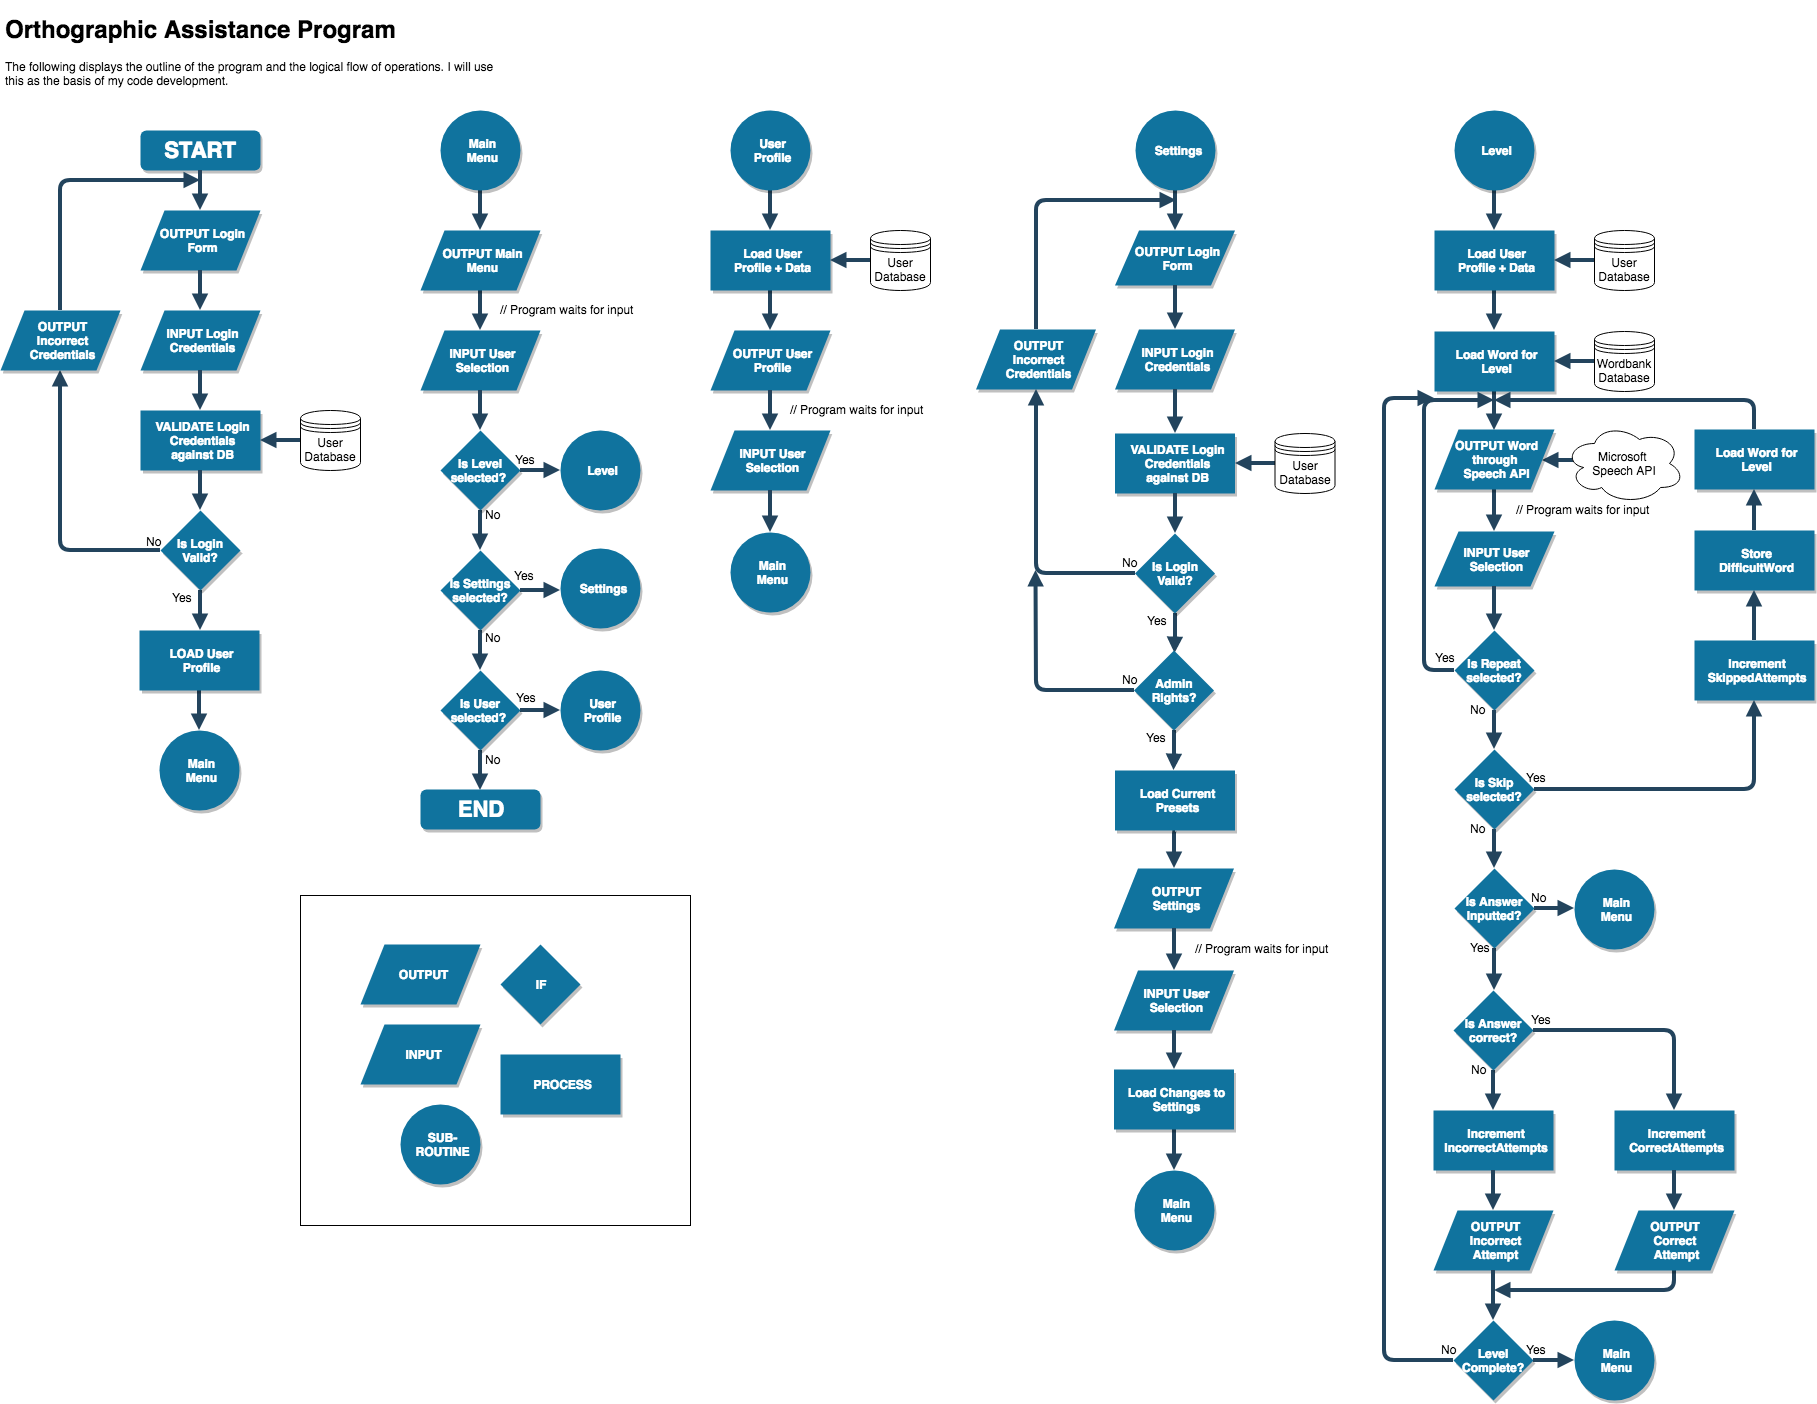 Orthographic Assistance Program
The following displays the outline of the program and the logical flow of operations. I will use
this as the basis of my code development.
START
OUTPUT Login
Form
OUTPUT
Incorrect
Credentials
INPUT Login
Credentials
VALIDATE Login
Credentials
against DB
User
Database
No
Is Login
Valid?
Yes
LOAD User
Profile
Main
Menu
Main
Menu
OUTPUT Main
Menu
// Program waits for input
INPUT User
Selection
Is Level
selected?
Yes
Level
No
Is Settings
selected?
Yes
Settings
No
Is User
selected?
Yes
User
Profile
No
END
User
Profile
Load User
Profile + Data
User
Database
OUTPUT User
Profile
// Program waits for input
INPUT User
Selection
Main
Menu
Settings
OUTPUT Login
Form
OUTPUT
Incorrect
Credentials
INPUT Login
Credentials
VALIDATE Login
Credentials
against DB
User
Database
No
Is Login
Valid?
Yes
No
Admin
Rights?
Yes
Load Current
Presets
OUTPUT
Settings
// Program waits for input
INPUT User
Selection
Load Changes to
Settings
Main
Menu
Level
Load User
Profile + Data
User
Database
Load Word for
Level
Wordbank
Database
OUTPUT Word
through
Speech API
Microsoft
Speech API
// Program waits for input
INPUT User
Selection
Yes
Is Repeat
selected?
No
Is Skip
selected?
Yes
Increment
SkippedAttempts
Store
DifficultWord
Load Word for
Level
No
Is Answer
Inputted?
No
Main
Menu
Yes
Is Answer
correct?
Yes
No
Increment
IncorrectAttempts
Increment
CorrectAttempts
OUTPUT
Incorrect
Attempt
OUTPUT
Correct
Attempt
No
Level
Complete?
Yes
Main
Menu
OUTPUT
IF
INPUT
PROCESS
SUB-
ROUTINE